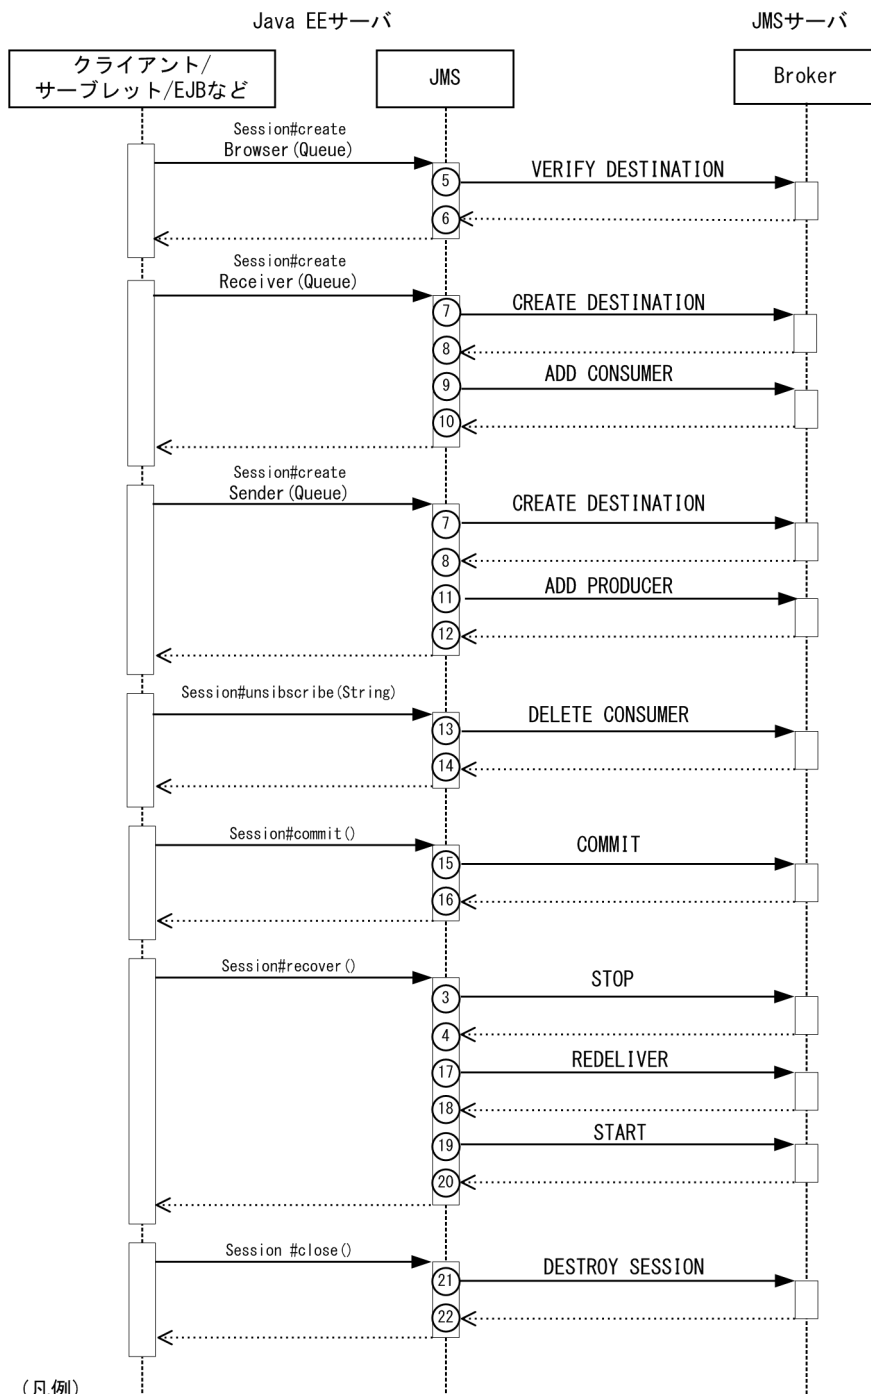 Java EEサーバ
JMSサーバ
クライアント/
サーブレット/EJBなど
JMS
Broker
Session#create
Browser(Queue)
VERIFY DESTINATION
5
6
Session#create
Receiver(Queue)
CREATE DESTINATION
7
8
ADD CONSUMER
9
10
Session#create
Sender(Queue)
CREATE DESTINATION
7
8
ADD PRODUCER
11
12
Session#unsibscribe(String)
DELETE CONSUMER
13
14
Session#commit()
COMMIT
15
16
Session#recover()
STOP
3
4
REDELIVER
17
18
START
19
20
Session #close()
DESTROY SESSION
21
22
(凡例)